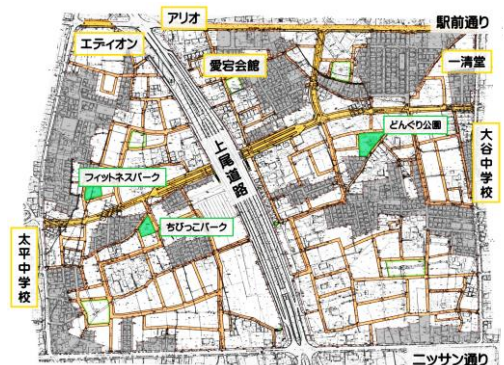 アリオ
駅前通り
エディオン
愛宕会館
一清堂
どんぐり公園
上尾道路
大谷中学校
フィットネスパーク
ちびっこパーク
太平中学校
ニッサン通り